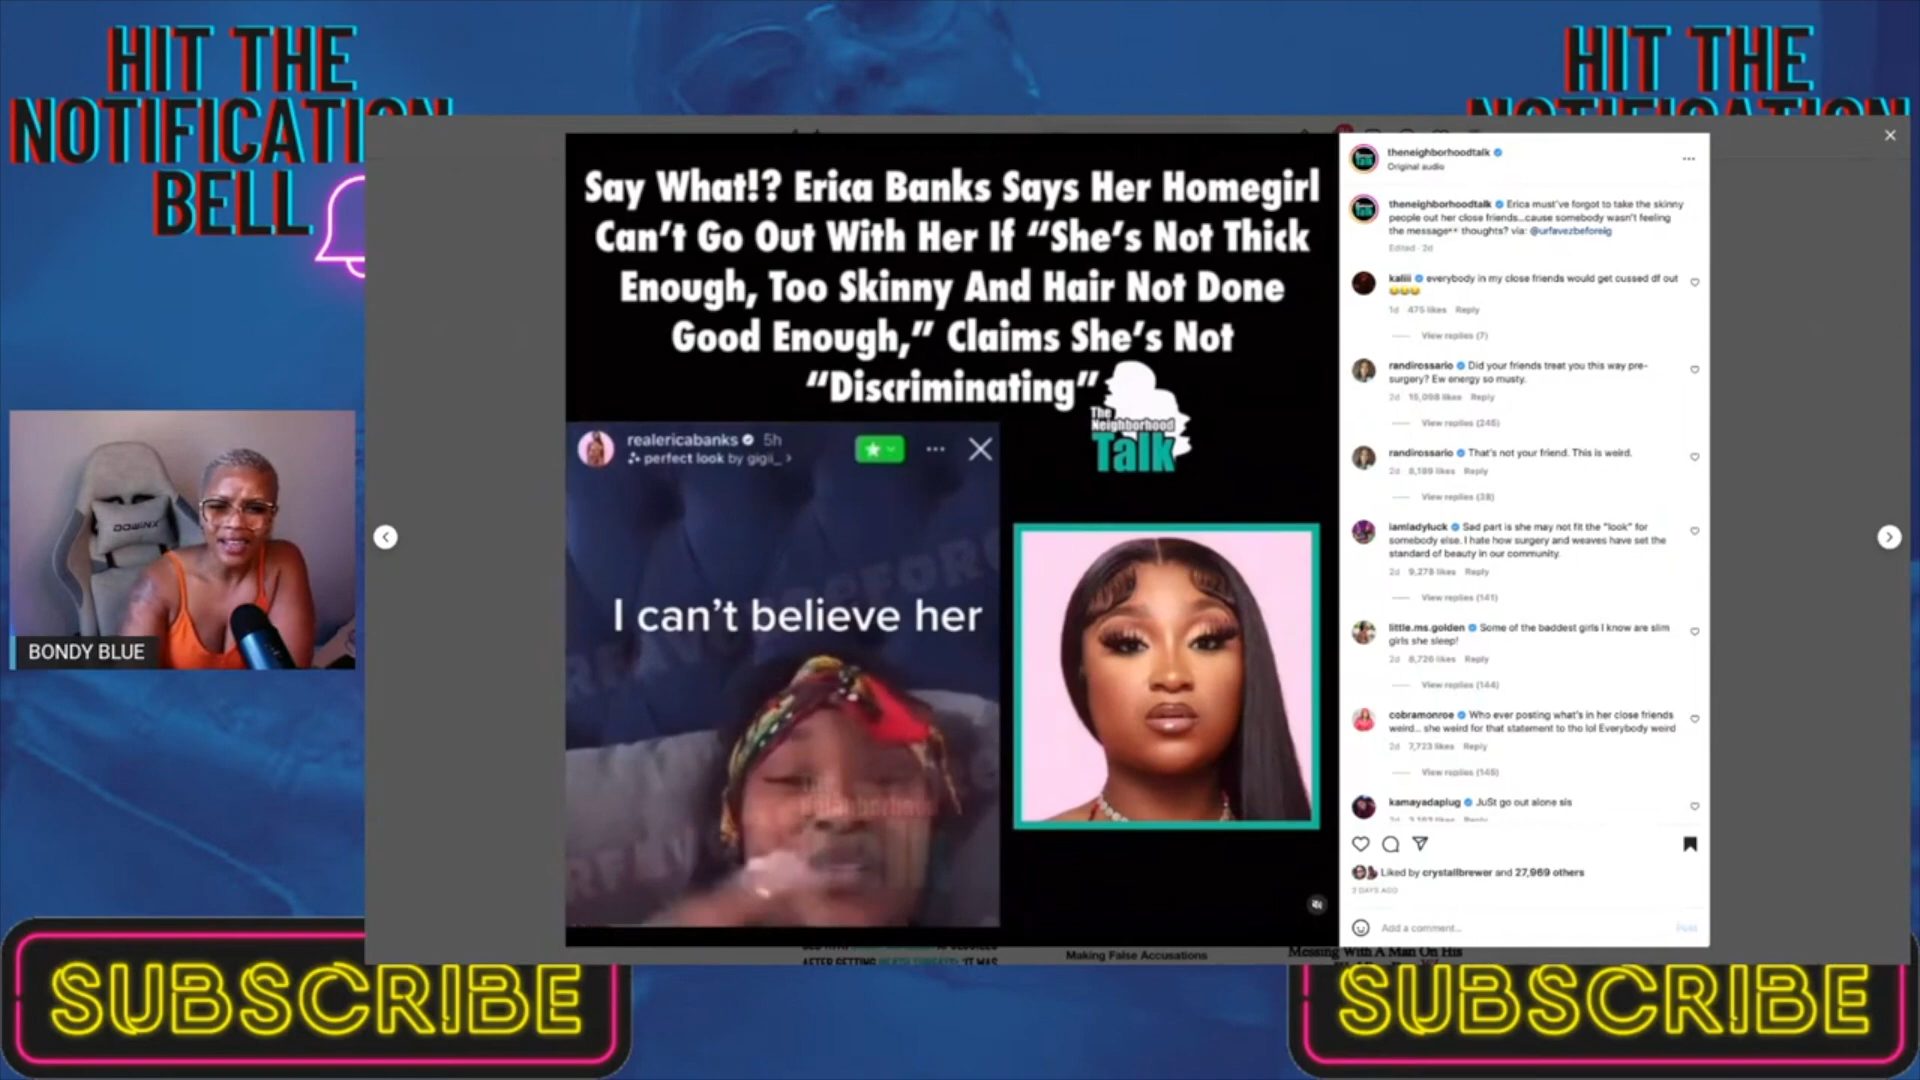 HIT THE
NOTIFICATION
BELL
HIT THE
NOTIFICATION
Say What!? Erica Banks Says Her Homegirl
Can't Go Out With Her If "She's Not Thick
Enough, Too Skinny And Hair Not Done
Good Enough," Claims She's Not
"Discriminating"
The
Neighborhood
Talk
realericabanks 5h
perfect look by gigii_ >
I can't believe her
DOWINX
BONDY BLUE
theneighborhoodtalk
Original audio
theneighborhoodtalk Erica must've forgot to take the skinny
people out her close friends...cause somebody wasn't feeling
the message** thoughts? via: @urfavezbeforeig
Edited · 2d
kaliii everybody in my close friends would get cussed df out
😂😂😂
1d 475 likes Reply
View replies (7)
randirossario Did your friends treat you this way pre-
surgery? Ew energy so musty.
2d 15,098 likes Reply
View replies (246)
randirossario That's not your friend. This is weird.
2d 8,189 likes Reply
View replies (38)
iamladyluck Sad part is she may not fit the "look" for
somebody else. I hate how surgery and weaves have set the
standard of beauty in our community.
2d 9,278 likes Reply
View replies (141)
little.ms.golden Some of the baddest girls I know are slim
girls she sleep!
2d 6,726 likes Reply
View replies (144)
cobramonroe Who ever posting what's in her close friends
weird... she weird for that statement to tho lol Everybody weird
2d 7,723 likes Reply
View replies (146)
kamayadaplug JuSt go out alone sis
Liked by crystallbrewer and 27,969 others
2 DAYS AGO
Add a comment...
Post
Making False Accusations
Messing With A Man On His
SUBSCRIBE
SUBSCRIBE